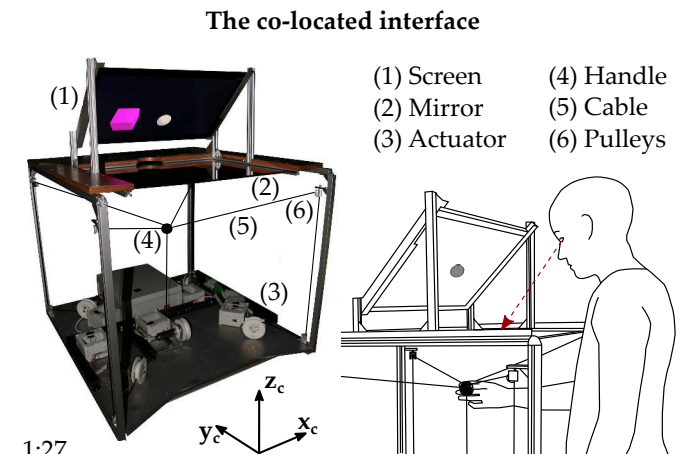 The co-located interface
(1) Screen
(2) Mirror
(3) Actuator
(4) Handle
(5) Cable
(6) Pulleys
(1)
(2)
(6)
(5)
(4)
(3)
z_c
y_c
x_c
1:27